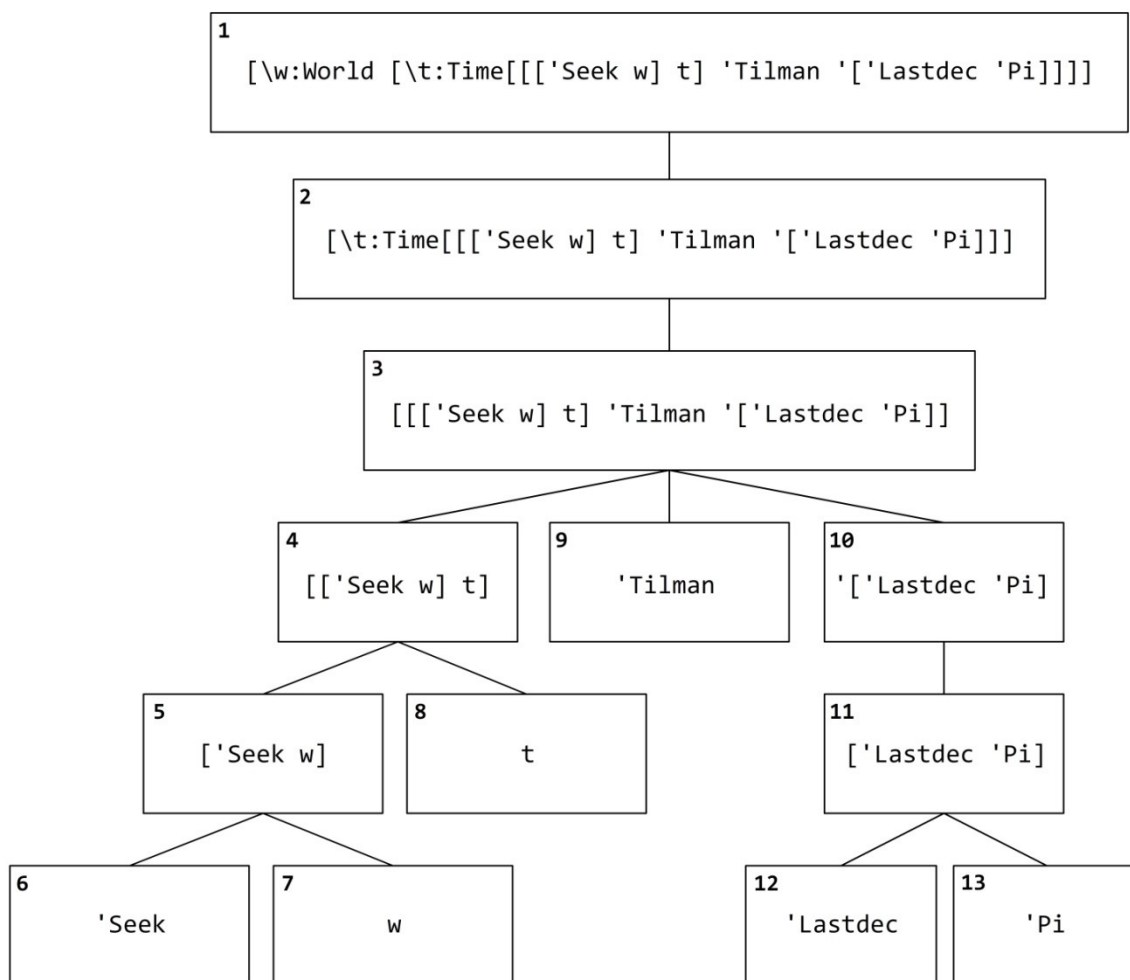 1
[\w:World [\t:Time[[['Seek w] t] 'Tilman '['Lastdec 'Pi]]]]
2
[\t:Time[[['Seek w] t] 'Tilman '['Lastdec 'Pi]]]
3
[[['Seek w] t] 'Tilman '['Lastdec 'Pi]]
4
[['Seek w] t]
9
'Tilman
10
'['Lastdec 'Pi]
5
['Seek w]
8
t
11
['Lastdec 'Pi]
6
'Seek
7
w
12
'Lastdec
13
'Pi